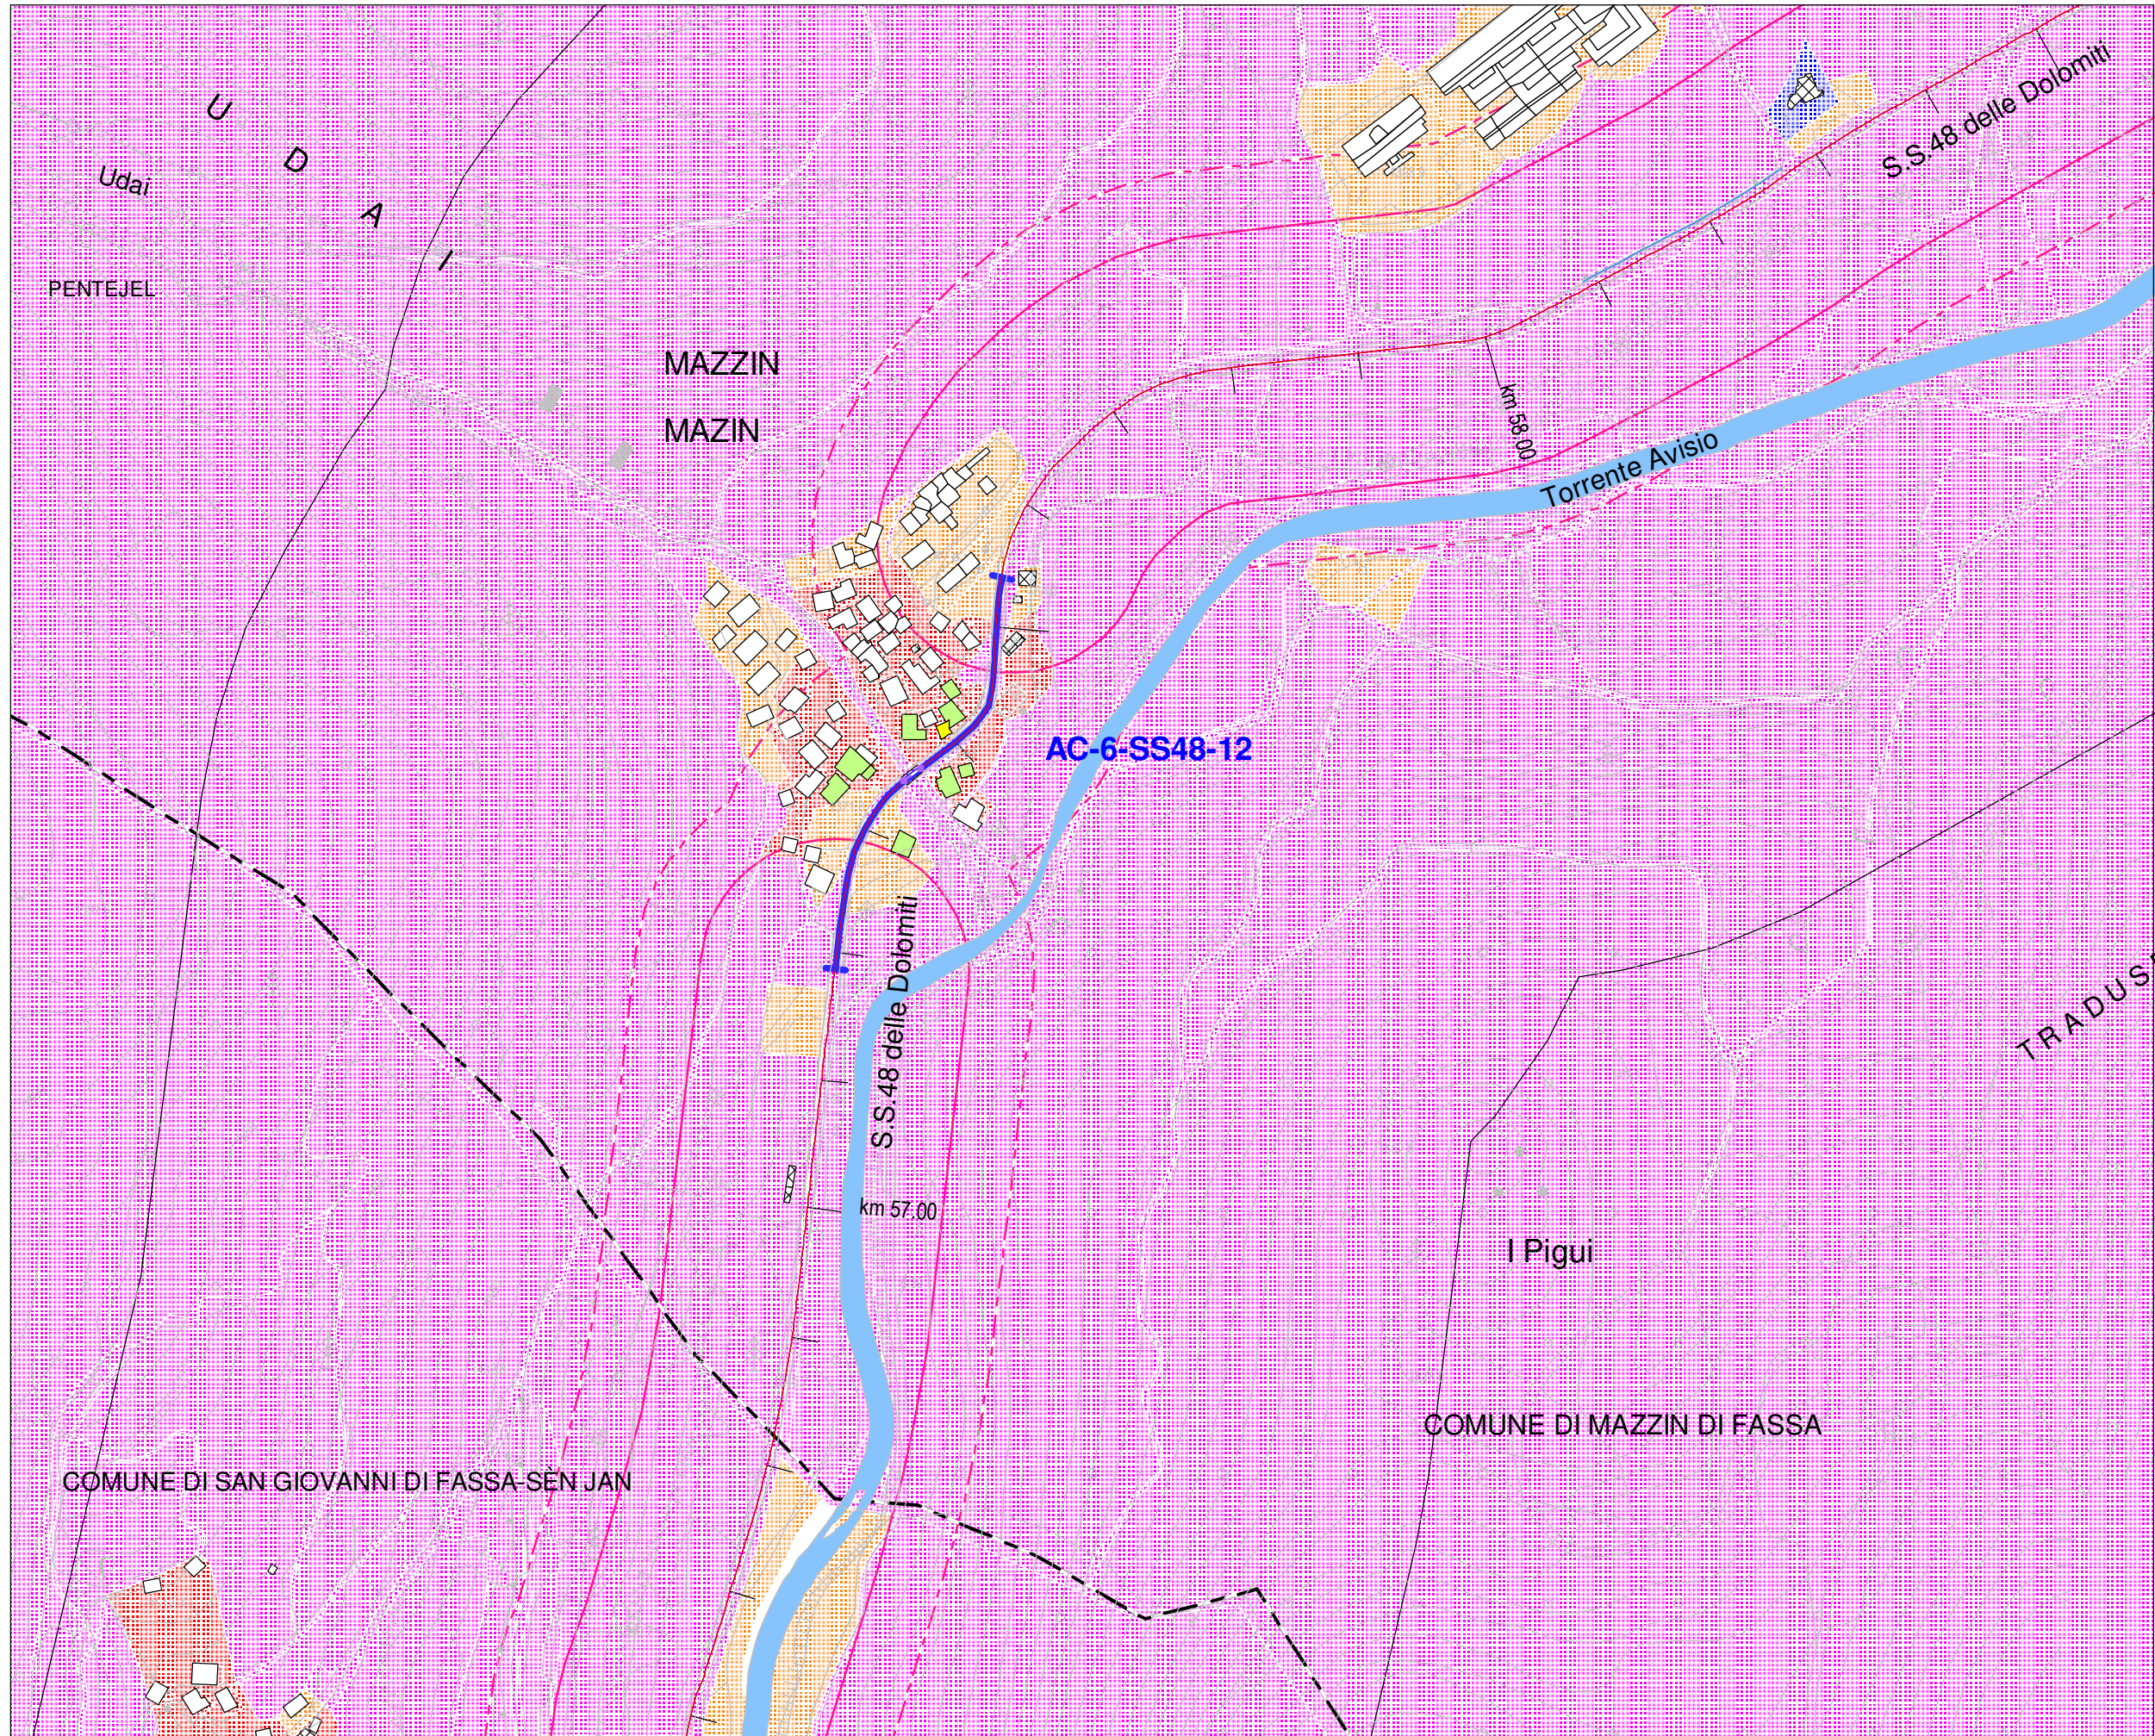 S.S.48 delle Dolomiti
U D A I
Udai
PENTEJEL
MAZZIN
MAZIN
km 58.00
Torrente Avisio
AC-6-SS48-12
S.S.48 delle Dolomiti
TRADUS
km 57.00
I Pigui
COMUNE DI MAZZIN DI FASSA
COMUNE DI SAN GIOVANNI DI FASSA-SÈN JAN